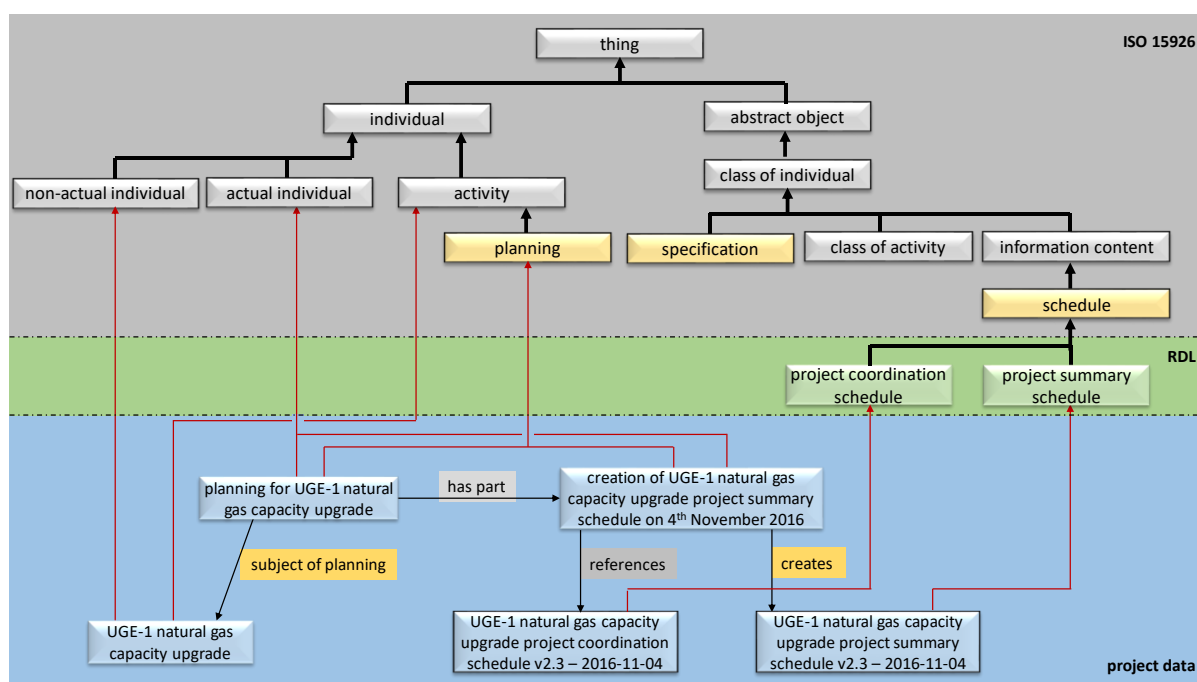 thing
ISO 15926
individual
abstract object
non-actual individual
actual individual
activity
class of individual
planning
specification
class of activity
information content
schedule
RDL
project coordination
schedule
project summary
schedule
planning for UGE-1 natural
gas capacity upgrade
has part
creation of UGE-1 natural gas
capacity upgrade project summary
schedule on 4th November 2016
subject of planning
references
creates
UGE-1 natural gas
capacity upgrade
UGE-1 natural gas capacity
upgrade project coordination
schedule v2.3 – 2016-11-04
UGE-1 natural gas capacity
upgrade project summary
schedule v2.3 – 2016-11-04
project data